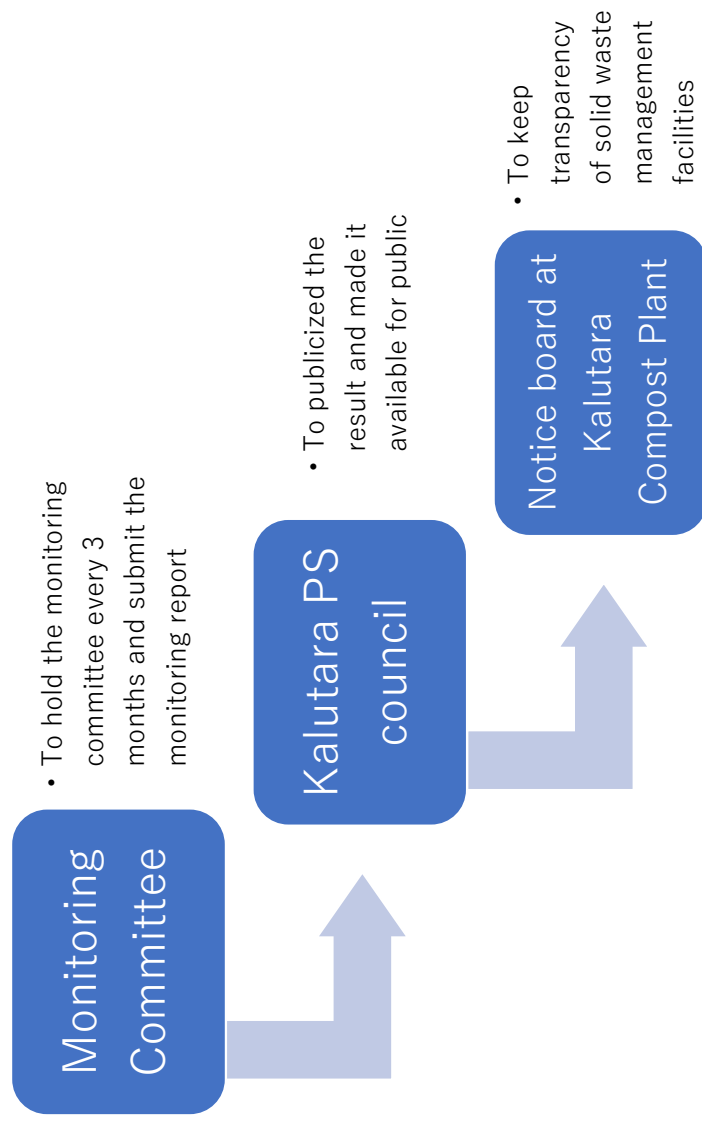 Monitoring
Committee
• To hold the monitoring
committee every 3
months and submit the
monitoring report
Kalutara PS
council
• To publicized the
result and made it
available for public
Notice board at
Kalutara
Compost Plant
• To keep
transparency
of solid waste
management
facilities